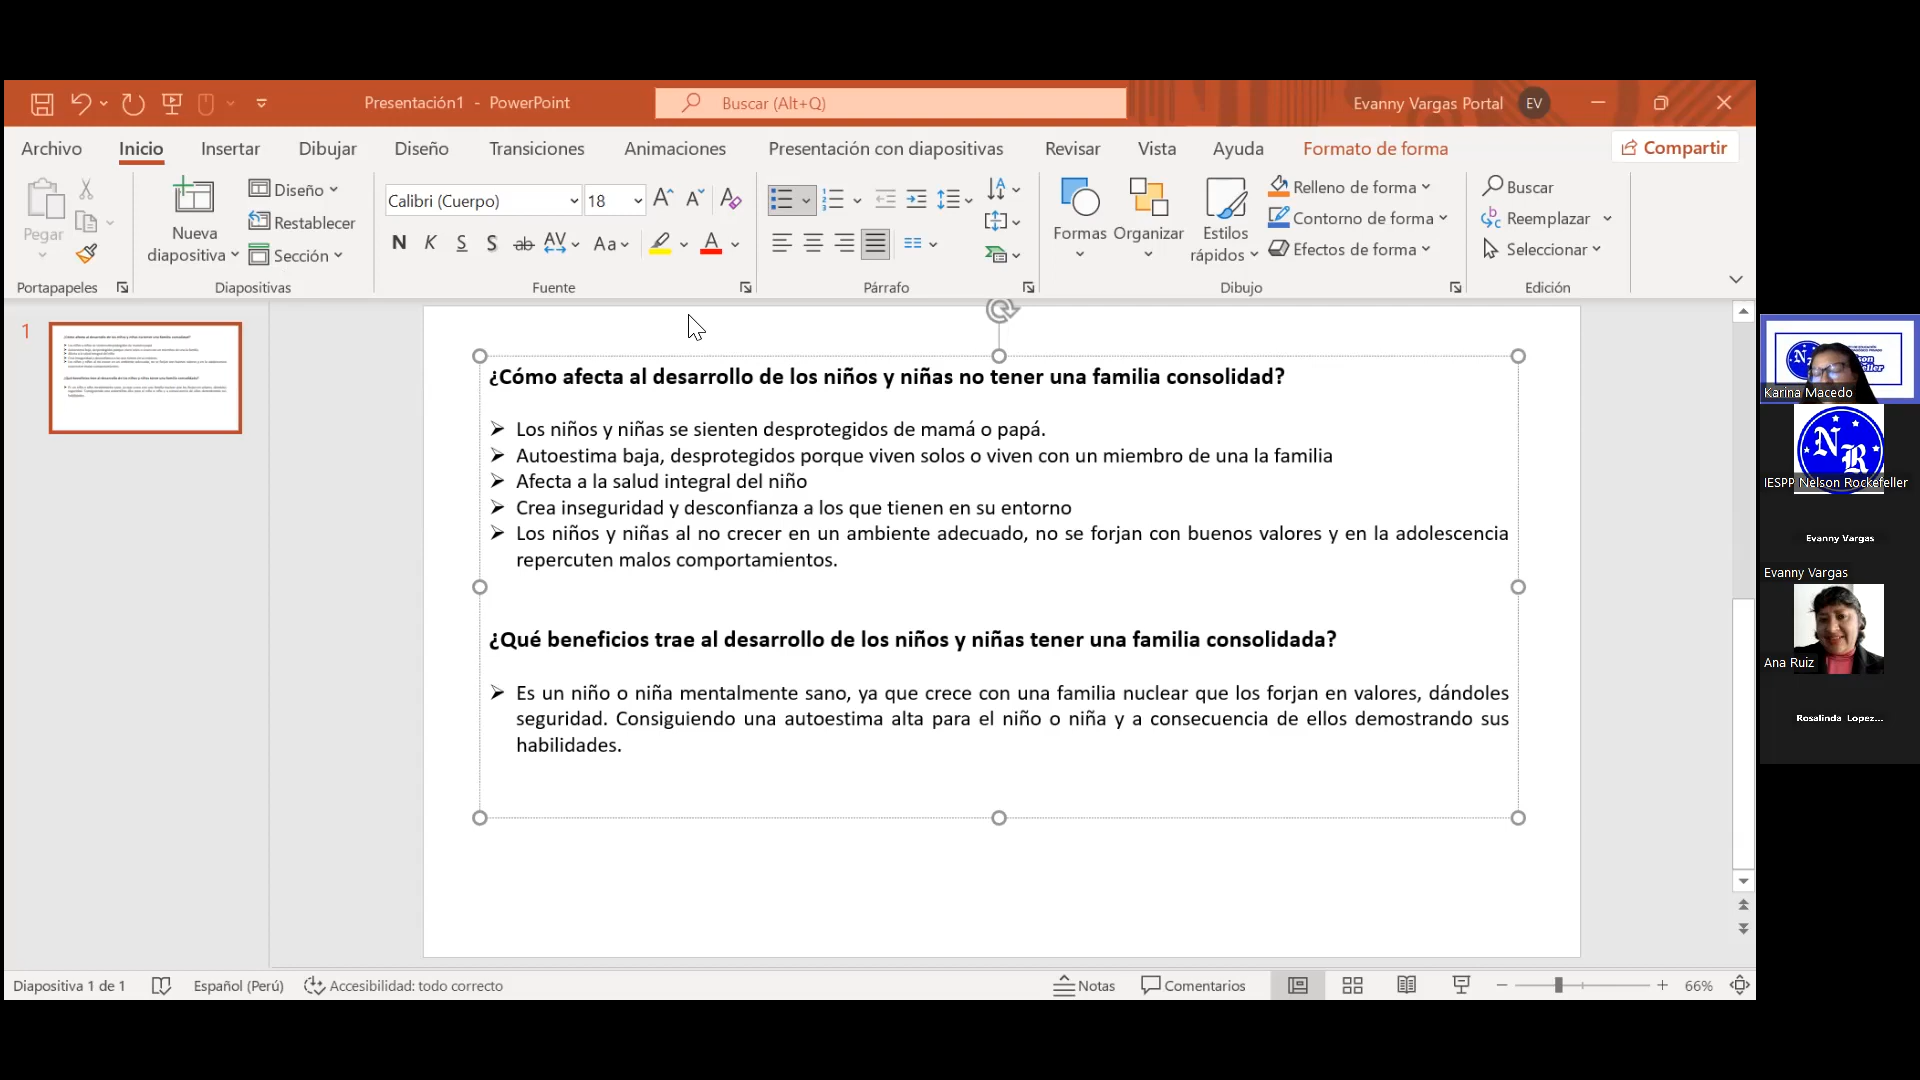 Presentación1 - PowerPoint
Buscar (Alt+Q)
Evanny Vargas Portal
EV
Archivo
Inicio
Insertar
Dibujar
Diseño
Transiciones
Animaciones
Presentación con diapositivas
Revisar
Vista
Ayuda
Formato de forma
Compartir
Pegar
Portapapeles
Nueva
diapositiva
Diseño
Restablecer
Sección
Diapositivas
Calibri (Cuerpo)
18
N K S S ab AV Aa A
Fuente
Párrafo
Formas
Organizar
Estilos
rápidos
Relleno de forma
Contorno de forma
Efectos de forma
Dibujo
Buscar
Reemplazar
Seleccionar
Edición
1
¿Cómo afecta al desarrollo de los niños y niñas no tener una familia consolidad?
Los niños y niñas se sienten desprotegidos de mamá o papá.
Autoestima baja, desprotegidos porque viven solos o viven con un miembro de una la familia
Afecta a la salud integral del niño
Crea inseguridad y desconfianza a los que tienen en su entorno
Los niños y niñas al no crecer en un ambiente adecuado, no se forjan con buenos valores y en la adolescencia
repercuten malos comportamientos.
¿Qué beneficios trae al desarrollo de los niños y niñas tener una familia consolidada?
Es un niño o niña mentalmente sano, ya que crece con una familia nuclear que los forjan en valores, dándoles
seguridad. Consiguiendo una autoestima alta para el niño o niña y a consecuencia de ellos demostrando sus
habilidades.
Karina Macedo
NR
IESPP Nelson Rockefeller
Evanny Vargas
Evanny Vargas
Ana Ruiz
Rosalinda Lopez...
Diapositiva 1 de 1
Español (Perú)
Accesibilidad: todo correcto
Notas
Comentarios
66%